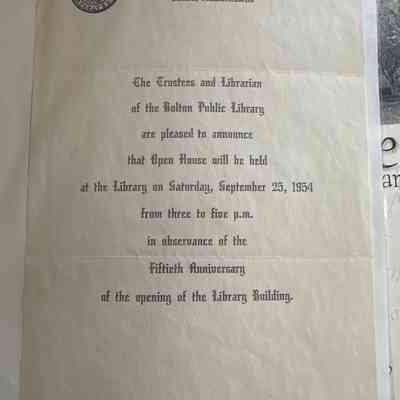 The Trustees and Librarian
of the Bolton Public Library
are pleased to announce
that Open House will be held
at the Library on Saturday, September 25, 1954
from three to five p.m.
in observance of the
Fiftieth Anniversary
of the opening of the Library Building.